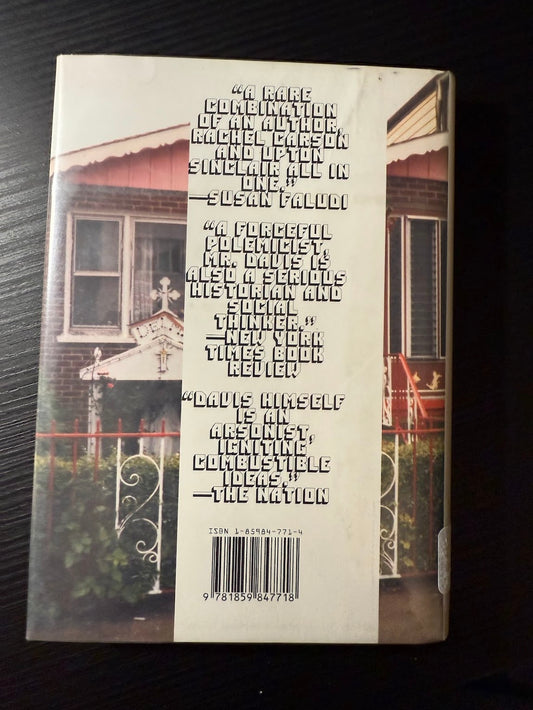 “A RARE
COMBINATION
OF AN AUTHOR,
RACHEL CARSON
AND UPTON
SINCLAIR ALL IN
ONE.”
—SUSAN FALUDI
“A FORCEFUL
POLEMICIST,
MR. DAVIS IS
ALSO A SERIOUS
HISTORIAN AND
SOCIAL
THINKER.”
—NEW YORK
TIMES BOOK
REVIEW
“DAVIS HIMSELF
IS AN
ARSONIST,
IGNITING
COMBUSTIBLE
IDEAS.”
—THE NATION
ISBN 1-85984-771-4
9 781859 847718